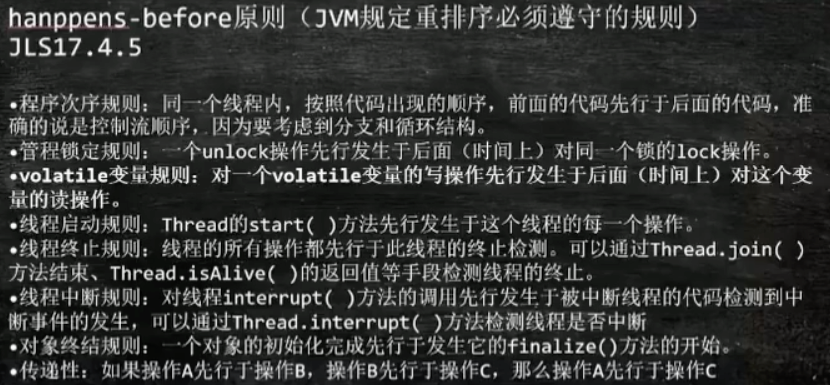 hanppens-before原则（JVM规定重排序必须遵守的规则）
JLS17.4.5
•程序次序规则：同一个线程内，按照代码出现的顺序，前面的代码先行于后面的代码，准
确的说是控制流顺序，因为要考虑到分支和循环结构。
•管程锁定规则：一个unlock操作先行发生于后面（时间上）对同一个锁的lock操作。
•volatile变量规则：对一个volatile变量的写操作先行发生于后面（时间上）对这个变
量的读操作。
•线程启动规则：Thread的start( )方法先行发生于这个线程的每一个操作。
•线程终止规则：线程的所有操作都先行于此线程的终止检测。可以通过Thread.join( )
方法结束、Thread.isAlive( )的返回值等手段检测线程的终止。
•线程中断规则：对线程interrupt( )方法的调用先行发生于被中断线程的代码检测到中
断事件的发生，可以通过Thread.interrupt( )方法检测线程是否中断
•对象终结规则：一个对象的初始化完成先行于发生它的finalize()方法的开始。
•传递性：如果操作A先行于操作B，操作B先行于操作C，那么操作A先行于操作C